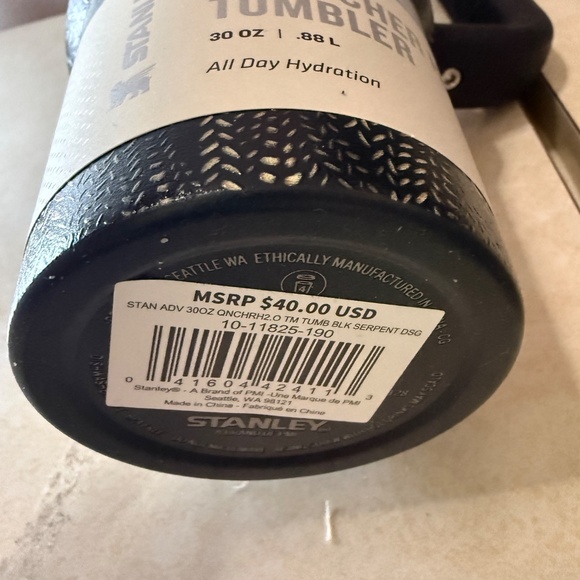 STANLEY
QUENCHER
TUMBLER
30 OZ | .88 L
All Day Hydration
SEATTLE WA ETHICALLY MANUFACTURED IN
MSRP $40.00 USD
STAN ADV 30OZ QNCHRH2.O TM TUMB BLK SERPENT DSG
10-11825-190
0 41604 42411 3
Stanley® - A Brand of PMI -Une Marque de PMI
Seattle, WA 98121
Made in China - Fabriqué en Chine
STANLEY